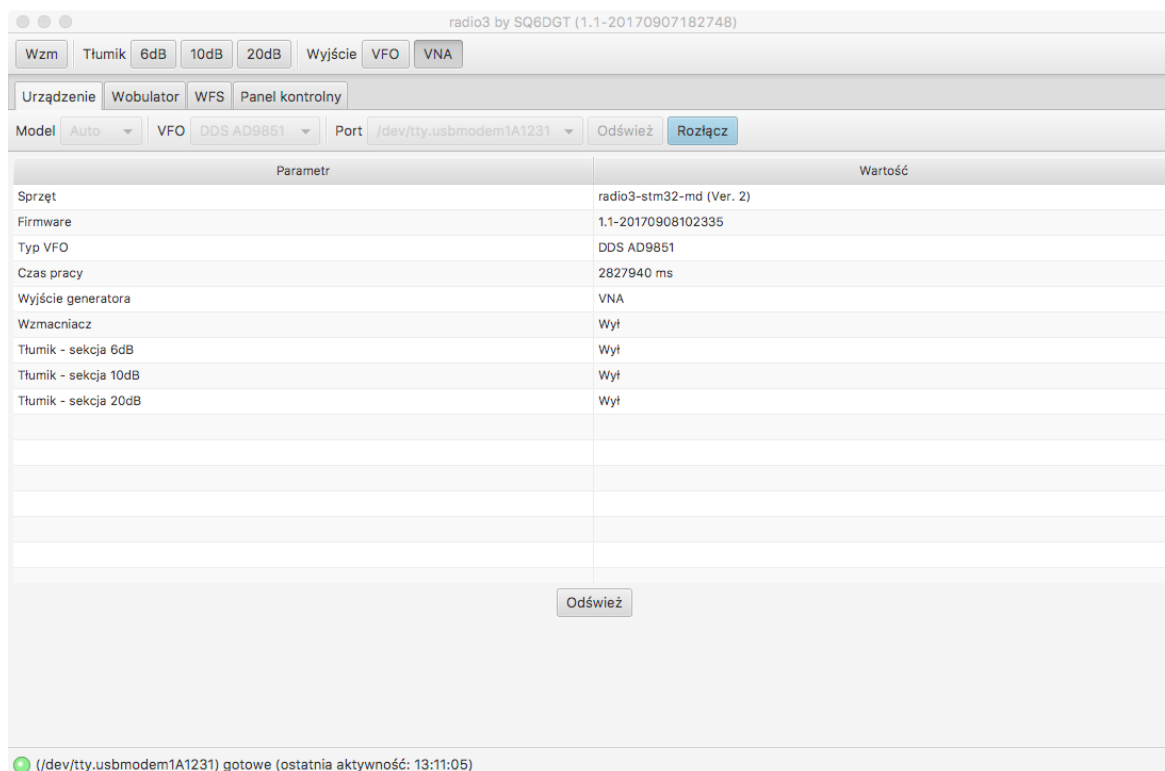 radio3 by SQ6DGT (1.1-20170907182748)
Wzm Tłumik 6dB 10dB 20dB Wyjście VFO VNA
Urządzenie Wobulator WFS Panel kontrolny
Model Auto VFO DDS AD9851 Port /dev/tty.usbmodem1A1231 Odśwież Rozłącz
Parametr Wartość
Sprzęt radio3-stm32-md (Ver. 2)
Firmware 1.1-20170908102335
Typ VFO DDS AD9851
Czas pracy 2827940 ms
Wyjście generatora VNA
Wzmacniacz Wył
Tłumik - sekcja 6dB Wył
Tłumik - sekcja 10dB Wył
Tłumik - sekcja 20dB Wył
Odśwież
(/dev/tty.usbmodem1A1231) gotowe (ostatnia aktywność: 13:11:05)